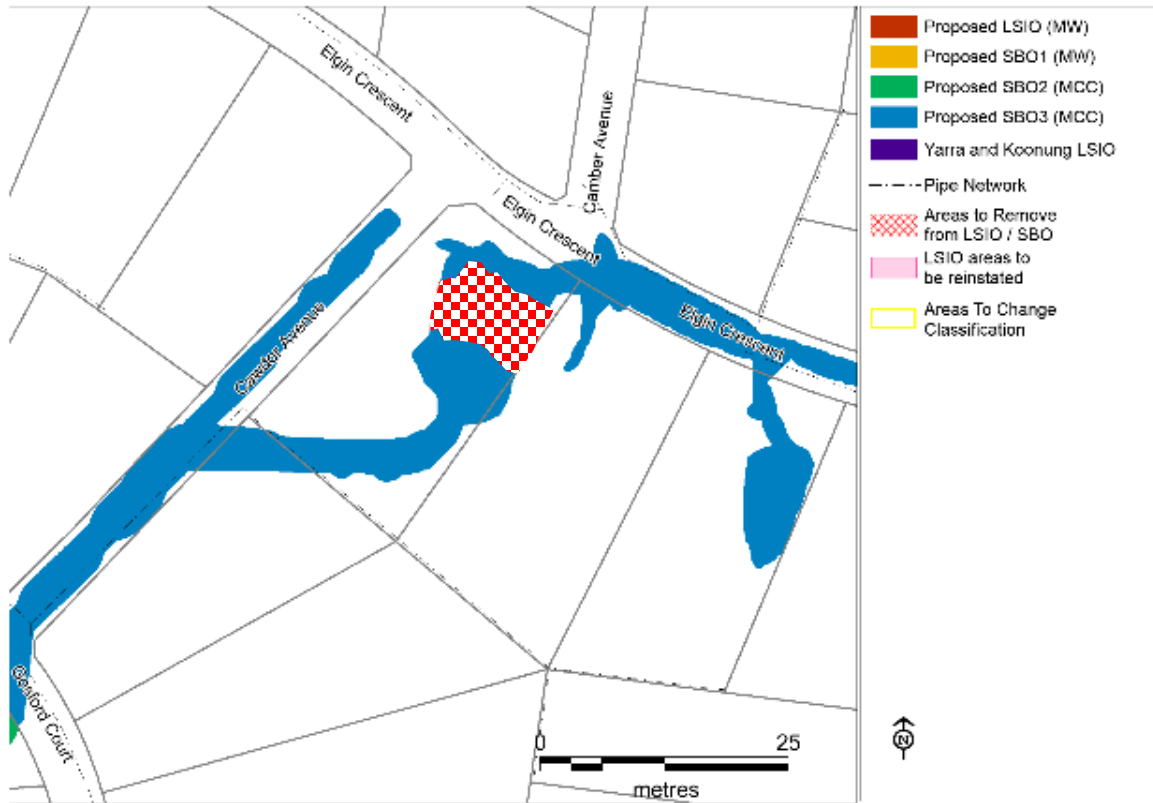 Elgin Crescent
Camber Avenue
Elgin Crescent
Elgin Crescent
Cawdor Avenue
Gosford Court
0 25
metres
Proposed LSIO (MW)
Proposed SBO1 (MW)
Proposed SBO2 (MCC)
Proposed SBO3 (MCC)
Yarra and Koonung LSIO
Pipe Network
Areas to Remove
from LSIO / SBO
LSIO areas to
be reinstated
Areas To Change
Classification
N